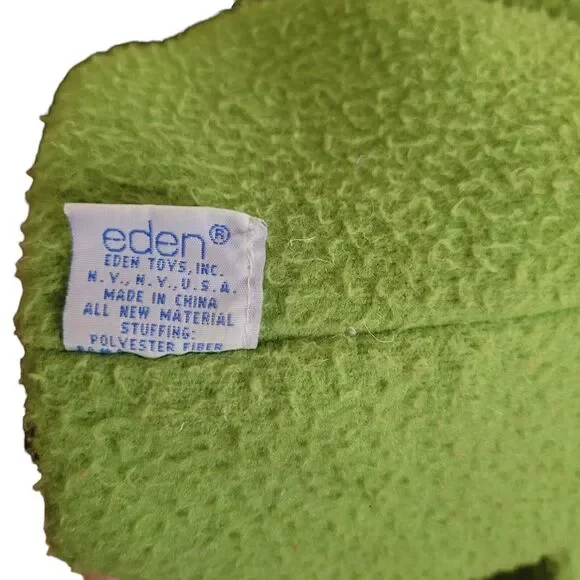 eden®
EDEN TOYS, INC.
N.Y., N.Y., U.S.A.
MADE IN CHINA
ALL NEW MATERIAL
STUFFING:
POLYESTER FIBER